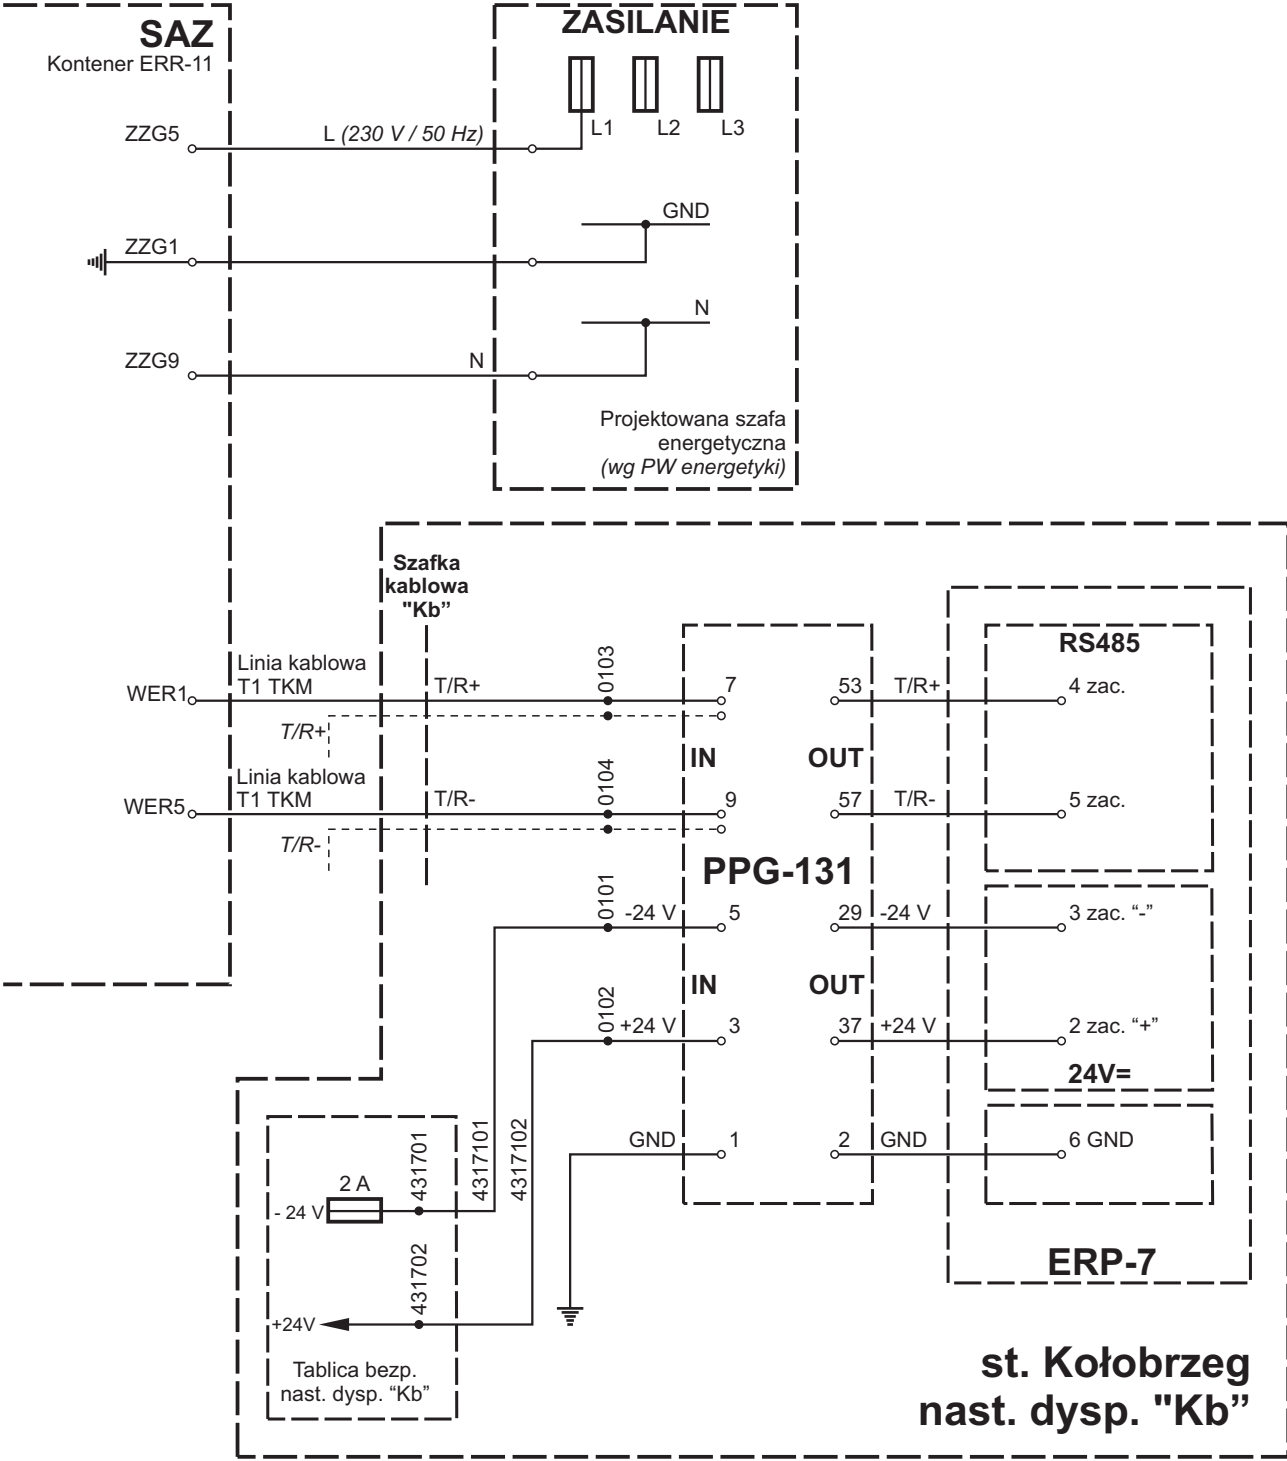 SAZ
Kontener ERR-11
ZASILANIE
L1
L2
L3
ZZG5
L (230 V / 50 Hz)
GND
ZZG1
N
ZZG9
N
Projektowana szafa
energetyczna
(wg PW energetyki)
Szafka
kablowa
"Kb”
RS485
WER1
Linia kablowa
T1 TKM
T/R+
0103
7
53
T/R+
4 zac.
T/R+
IN
OUT
WER5
Linia kablowa
T1 TKM
T/R-
0104
9
57
T/R-
5 zac.
T/R-
PPG-131
0101
-24 V
5
29
-24 V
3 zac. “-”
IN
OUT
0102
+24 V
3
37
+24 V
2 zac. “+”
24V=
GND
1
2
GND
6 GND
2 A
- 24 V
431701
4317101
4317102
431702
+24V
Tablica bezp.
nast. dysp. “Kb”
ERP-7
st. Kołobrzeg
nast. dysp. "Kb”